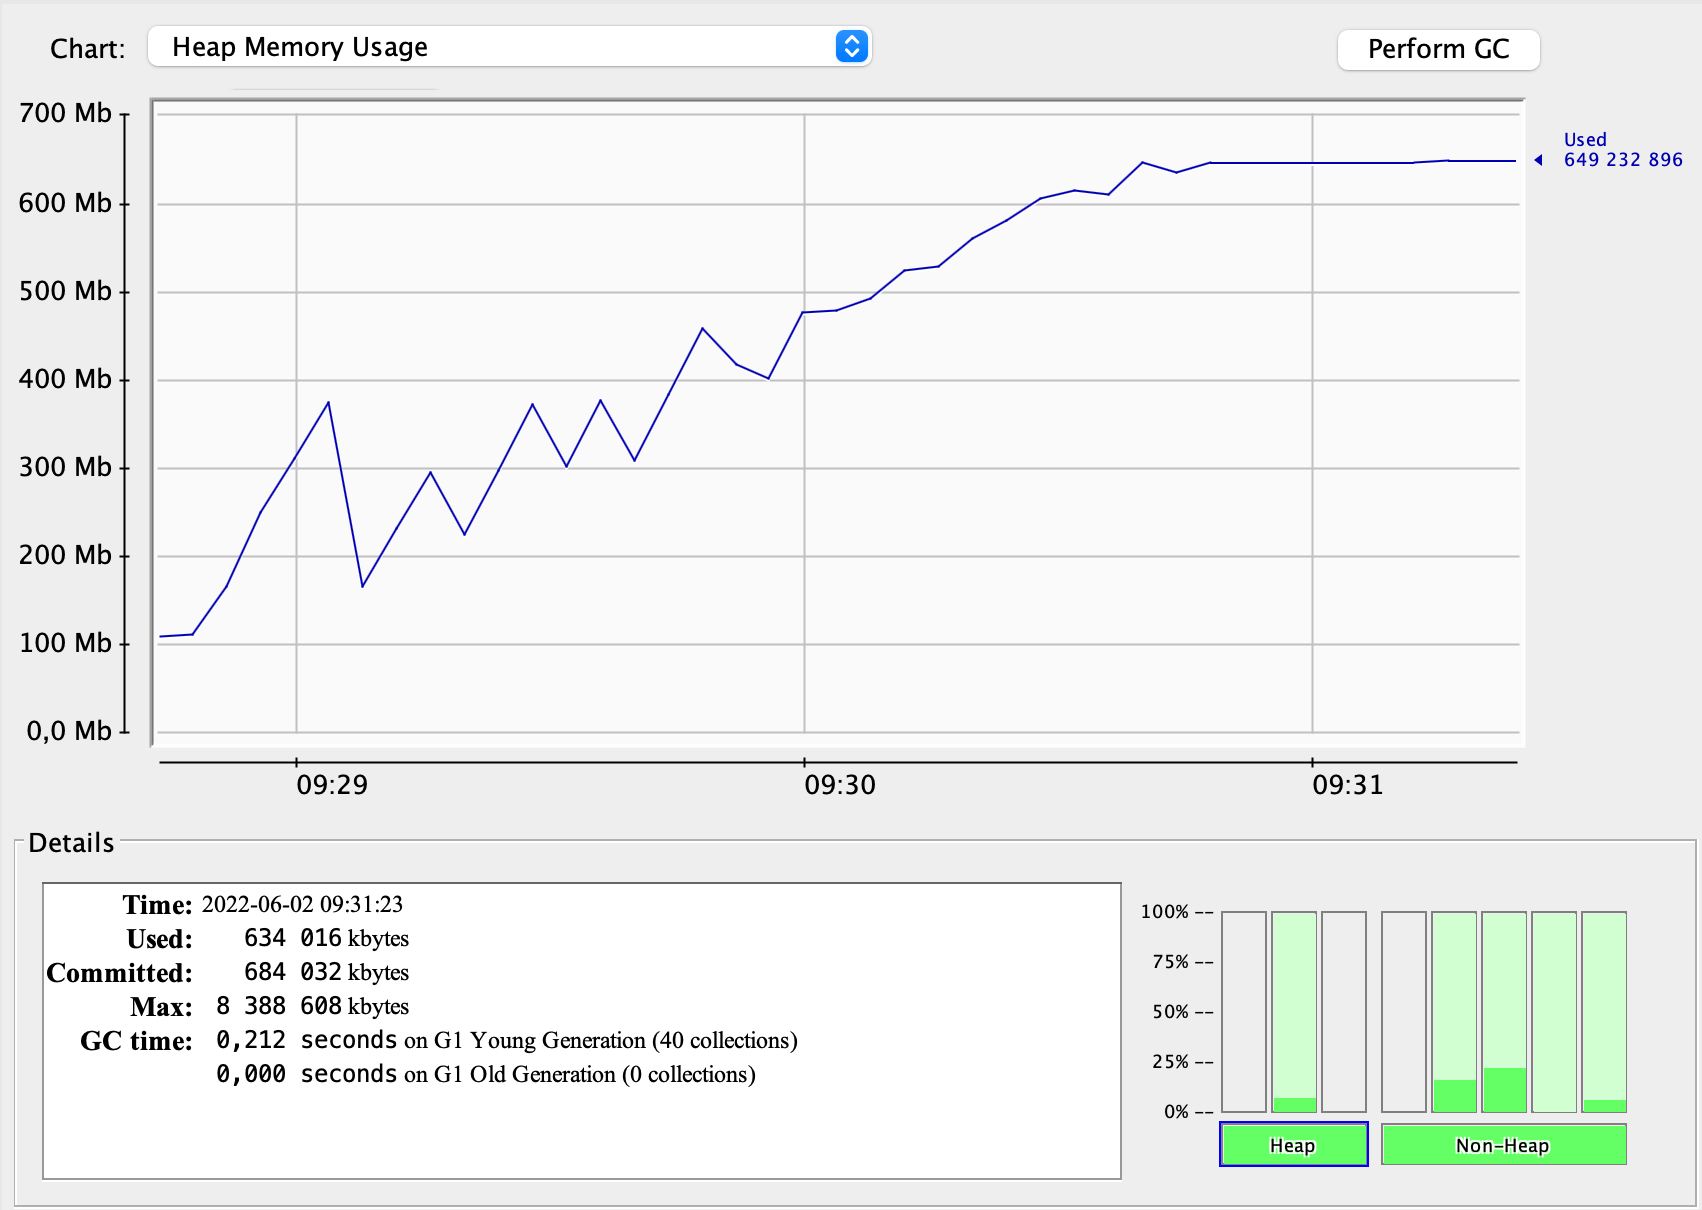 Chart: Heap Memory Usage Perform GC
700 Mb
Used
649 232 896
600 Mb
500 Mb
400 Mb
300 Mb
200 Mb
100 Mb
0,0 Mb
09:29 09:30 09:31
Details
Time: 2022-06-02 09:31:23
Used: 634 016 kbytes
Committed: 684 032 kbytes
Max: 8 388 608 kbytes
GC time: 0,212 seconds on G1 Young Generation (40 collections)
0,000 seconds on G1 Old Generation (0 collections)
100% --
75% --
50% --
25% --
0% --
Heap Non-Heap